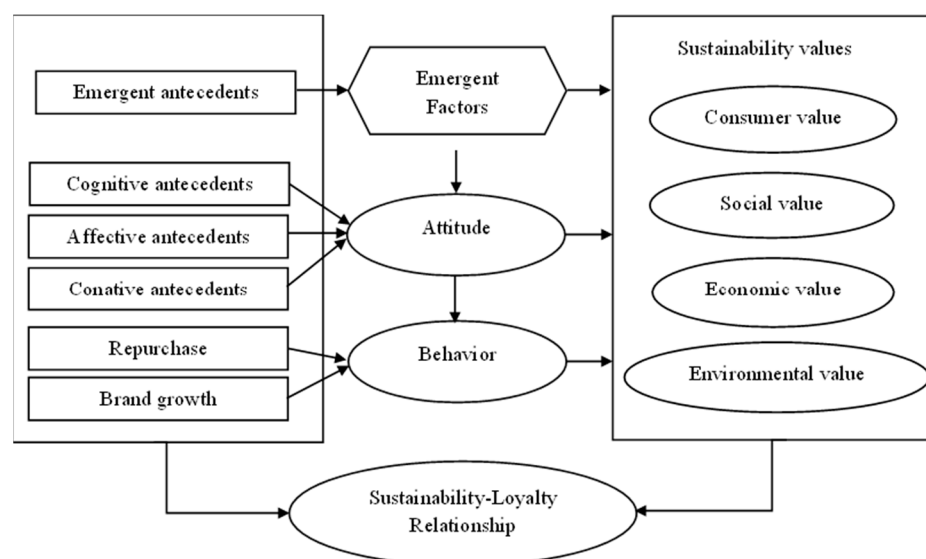 Emergent antecedents
Cognitive antecedents
Affective antecedents
Conative antecedents
Repurchase
Brand growth
Emergent
Factors
Attitude
Behavior
Sustainability values
Consumer value
Social value
Economic value
Environmental value
Sustainability-Loyalty
Relationship